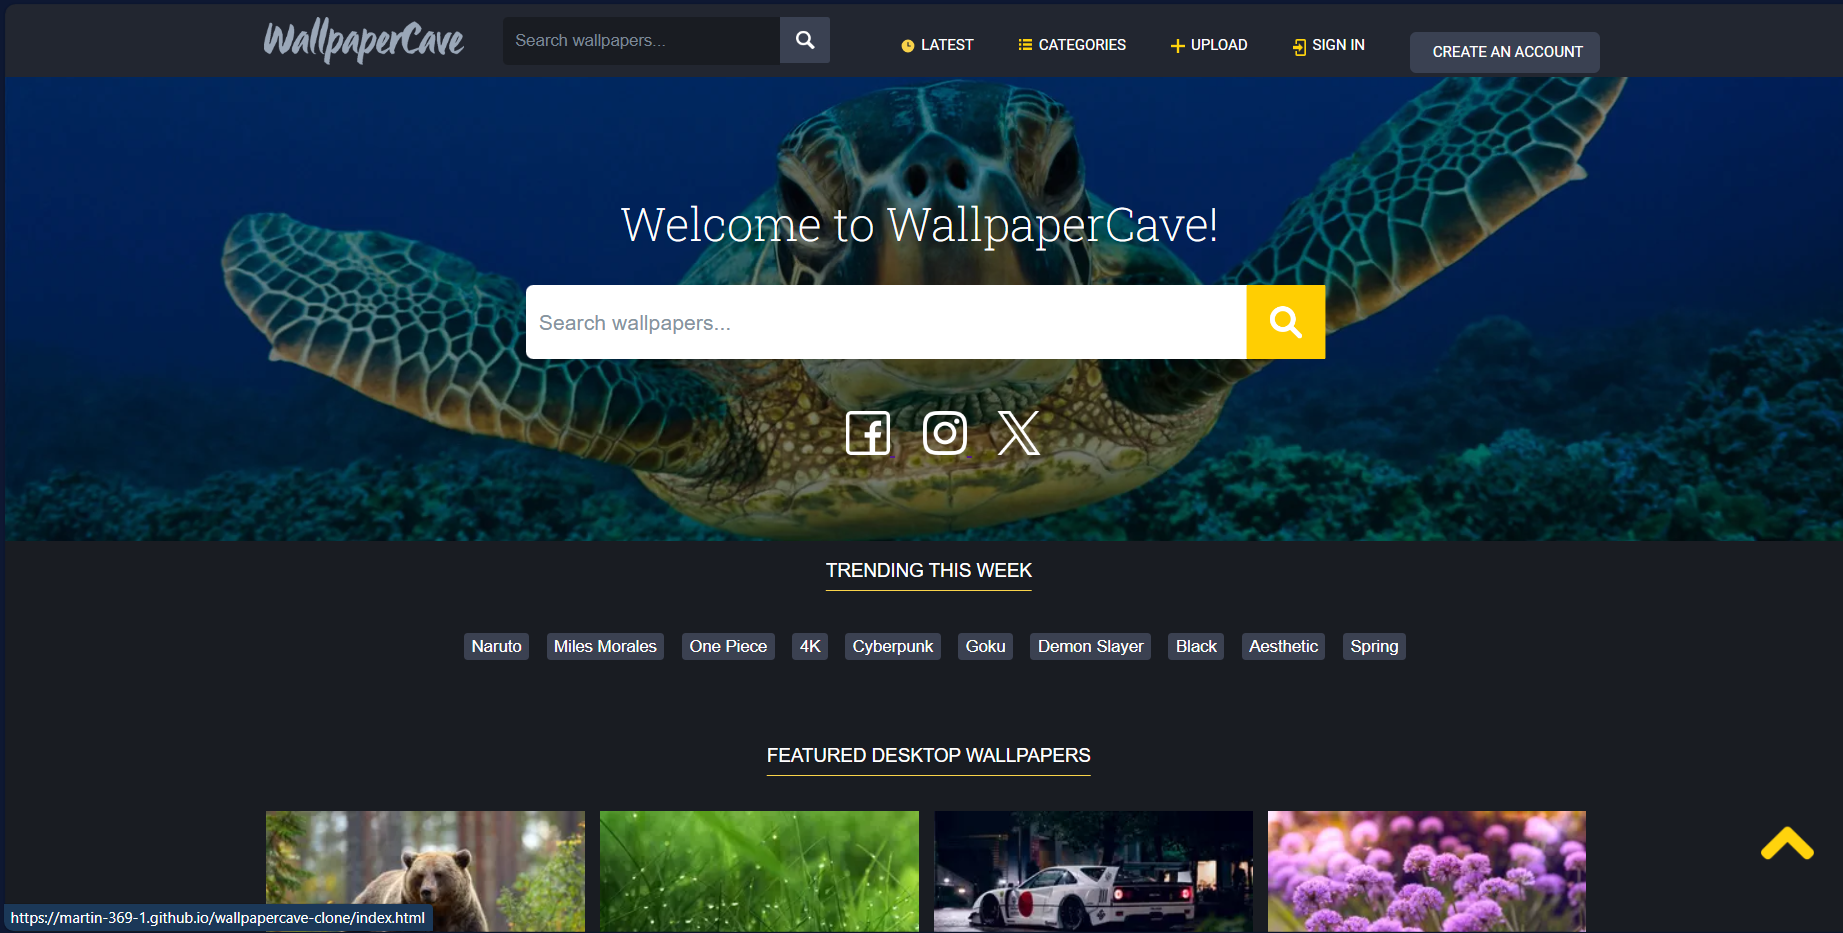 WallpaperCave
Search wallpapers...
LATEST
CATEGORIES
UPLOAD
SIGN IN
CREATE AN ACCOUNT
Welcome to WallpaperCave!
Search wallpapers...
TRENDING THIS WEEK
Naruto
Miles Morales
One Piece
4K
Cyberpunk
Goku
Demon Slayer
Black
Aesthetic
Spring
FEATURED DESKTOP WALLPAPERS
https://martin-369-1.github.io/wallpapercave-clone/index.html